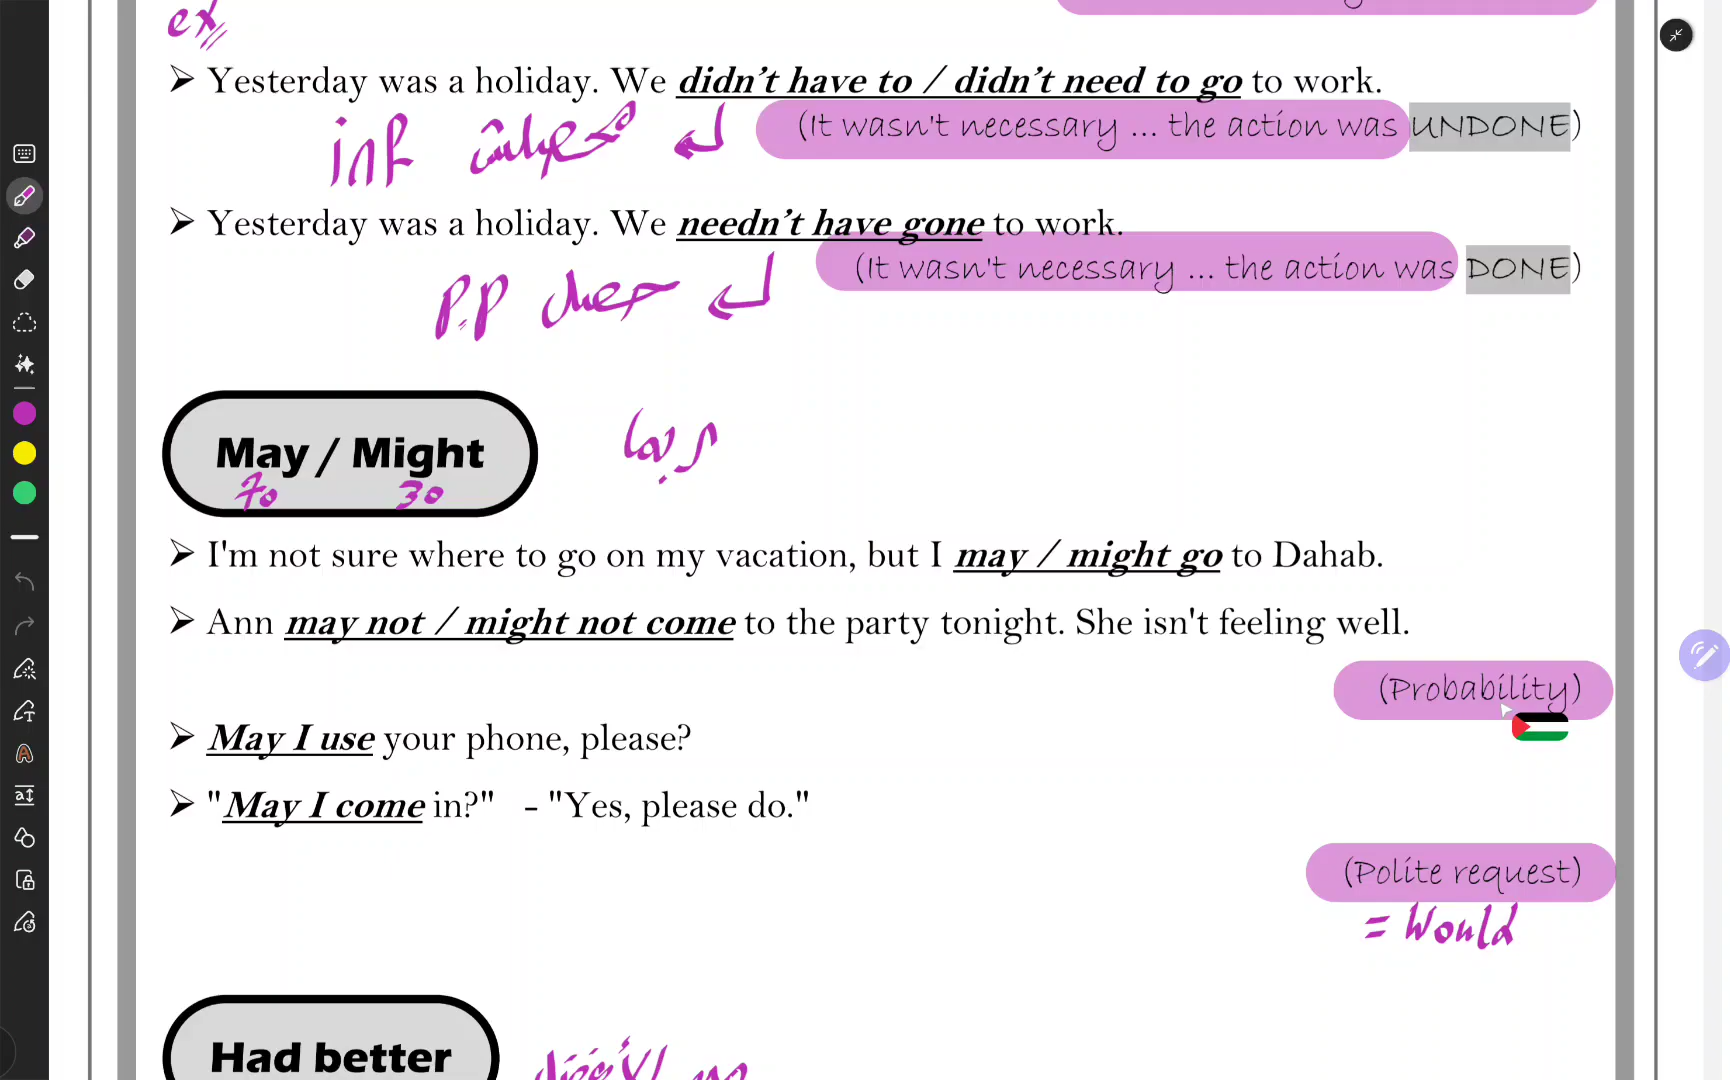 ex
➤ Yesterday was a holiday. We didn't have to / didn't need to go to work.
(It wasn't necessary ... the action was UNDONE)
inf محصلش
➤ Yesterday was a holiday. We needn't have gone to work.
(It wasn't necessary ... the action was DONE)
P.P حصل
May / Might
ربما
70 30
➤ I'm not sure where to go on my vacation, but I may / might go to Dahab.
➤ Ann may not / might not come to the party tonight. She isn't feeling well.
(Probability)
➤ May I use your phone, please?
➤ "May I come in?" - "Yes, please do."
(Polite request)
= Would
Had better
من الأفضل